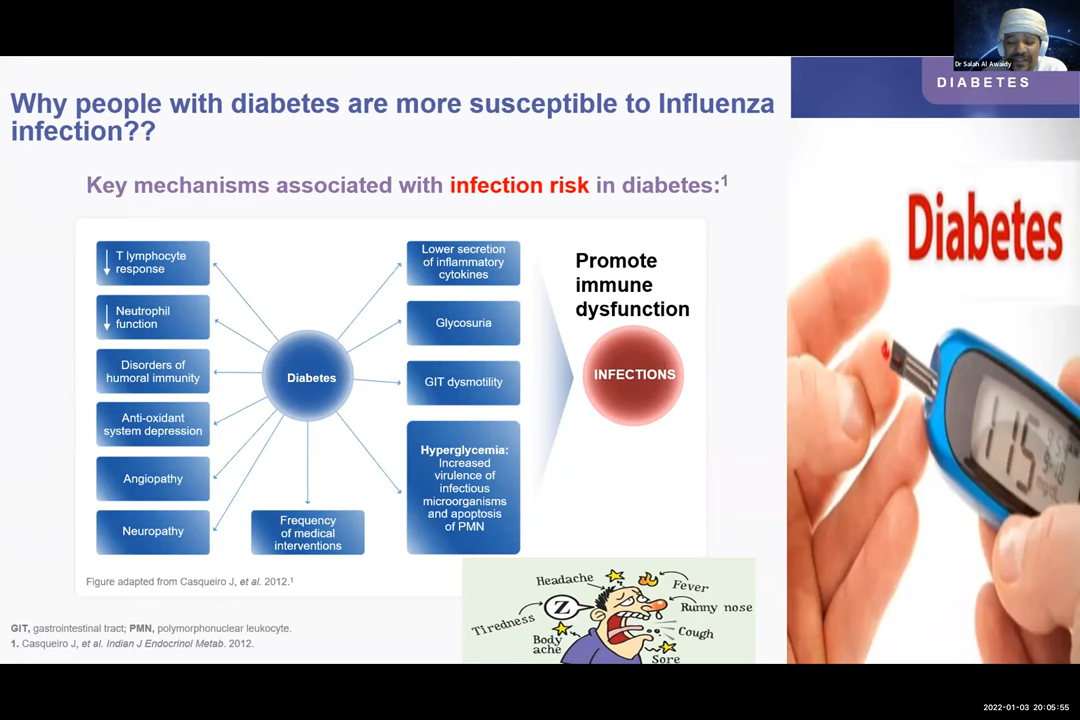 Dr Salah Al Awaidy
DIABETES
Why people with diabetes are more susceptible to Influenza
infection??
Key mechanisms associated with infection risk in diabetes:1
T lymphocyte
response
Neutrophil
function
Disorders of
humoral immunity
Anti-oxidant
system depression
Angiopathy
Neuropathy
Diabetes
Frequency
of medical
interventions
Lower secretion
of inflammatory
cytokines
Glycosuria
GIT dysmotility
Hyperglycemia:
Increased
virulence of
infectious
microorganisms
and apoptosis
of PMN
Promote
immune
dysfunction
INFECTIONS
Figure adapted from Casqueiro J, et al. 2012.1
Headache
Fever
Runny nose
Z
Tiredness
Cough
Body
ache
Sore
GIT, gastrointestinal tract; PMN, polymorphonuclear leukocyte.
1. Casqueiro J, et al. Indian J Endocrinol Metab. 2012.
Diabetes
115
2022-01-03 20:05:55